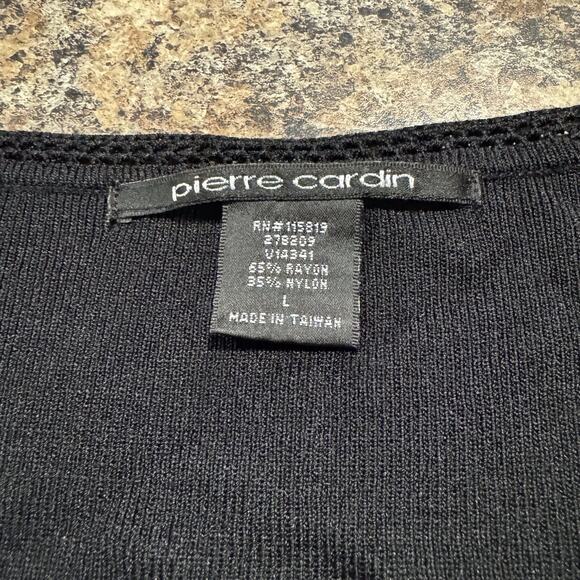 pierre cardin
RN# 115819
278209
V14341
65% RAYON
35% NYLON
L
MADE IN TAIWAN